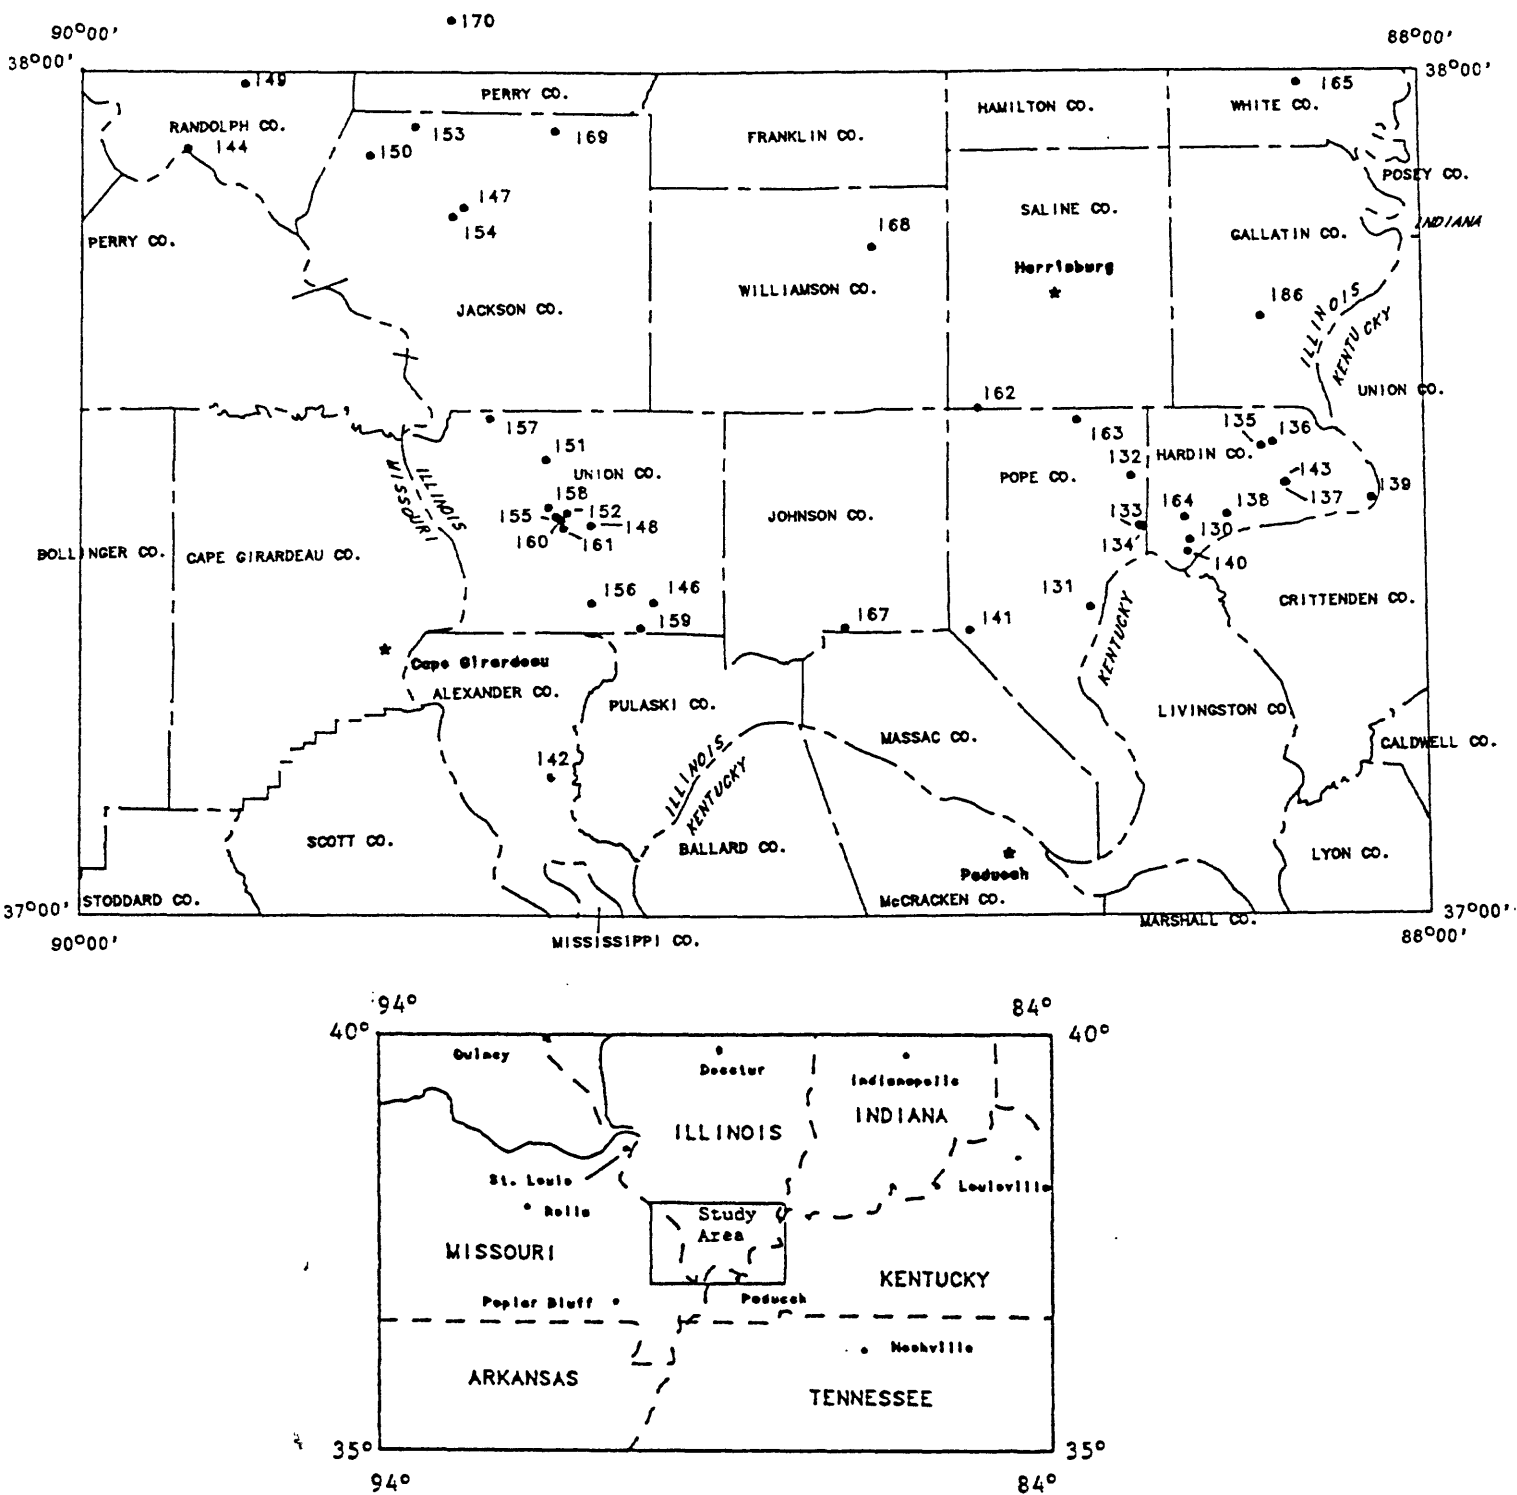 170
90°00'
88°00'
38°00'
38°00'
149
165
PERRY CO.
HAMILTON CO.
WHITE CO.
RANDOLPH CO.
153
169
FRANKLIN CO.
144
150
POSEY CO.
147
168
SALINE CO.
INDIANA
154
GALLATIN CO.
PERRY CO.
Harrisburg
WILLIAMSON CO.
186
JACKSON CO.
ILLINOIS
KENTUCKY
UNION CO.
162
157
163
135
136
151
132
HARDIN CO.
UNION CO.
POPE CO.
143
139
MISSOURI
ILLINOIS
158
164
138
137
155
152
148
JOHNSON CO.
133
130
160
161
134
140
BOLLINGER CO.
CAPE GIRARDEAU CO.
156
146
131
CRITTENDEN CO.
159
167
141
KENTUCKY
Cape Girardeau
ALEXANDER CO.
PULASKI CO.
LIVINGSTON CO
MASSAC CO.
CALDWELL CO.
142
ILLINOIS
KENTUCKY
SCOTT CO.
BALLARD CO.
LYON CO.
Paducah
STODDARD CO.
McCRACKEN CO.
37°00'
37°00'
MARSHALL CO.
90°00'
MISSISSIPPI CO.
88°00'
94°
84°
40°
40°
Quincy
Decatur
Indianapolis
INDIANA
ILLINOIS
St. Louis
Louisville
Rolla
Study
Area
MISSOURI
KENTUCKY
Poplar Bluff
Paducah
Nashville
ARKANSAS
TENNESSEE
35°
35°
94°
84°